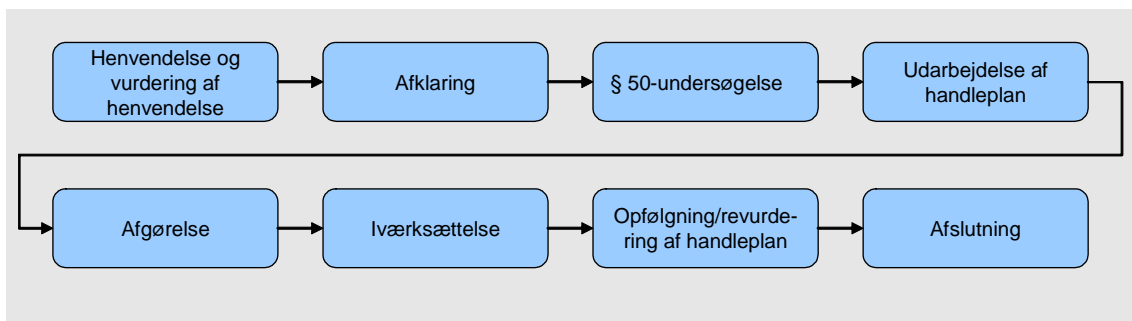 Henvendelse og
vurdering af
henvendelse
Afklaring
§ 50-undersøgelse
Udarbejdelse af
handleplan
Afgørelse
Iværksættelse
Opfølgning/revurde-
ring af handleplan
Afslutning